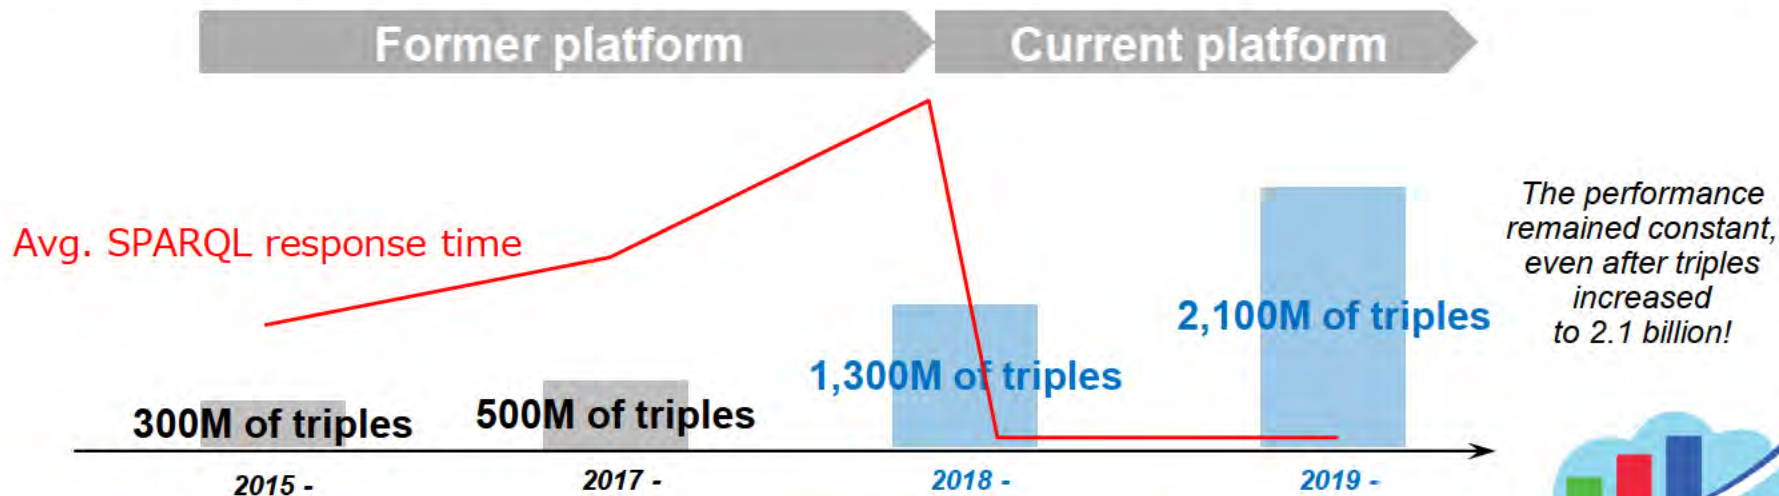 Former platform
Current platform
Avg. SPARQL response time
The performance
remained constant,
even after triples
increased
to 2.1 billion!
300M of triples
500M of triples
1,300M of triples
2,100M of triples
2015 -
2017 -
2018 -
2019 -